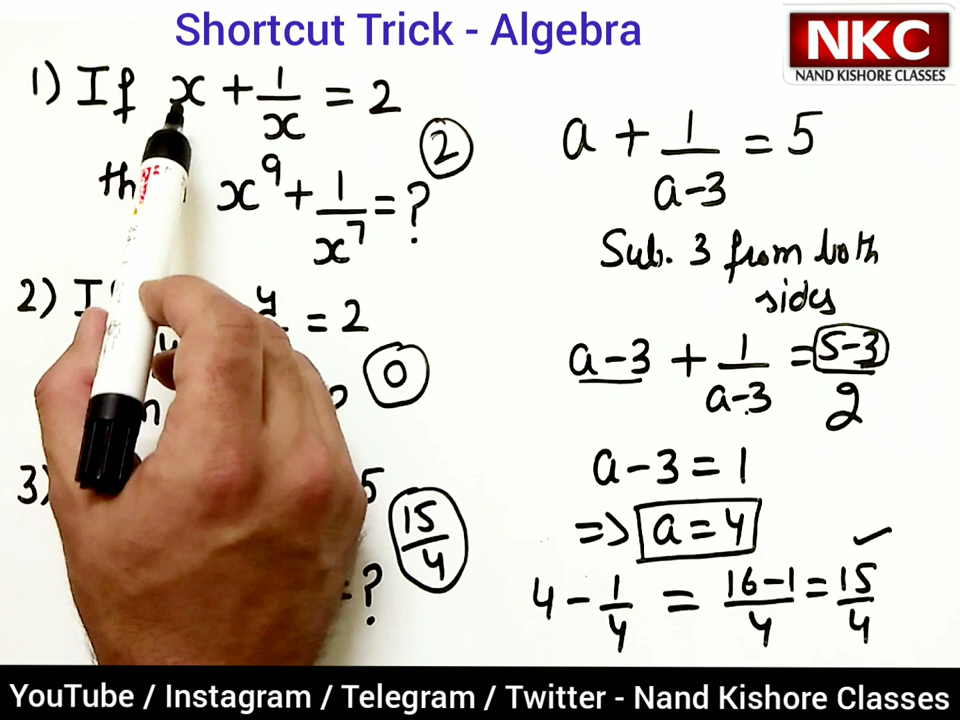 Shortcut Trick - Algebra
NKC
NAND KISHORE CLASSES
1) If x + 1/x = 2
x⁹ + 1/x⁷ = ?
2
2) I
= 2
0
3)
5
15/4
= ?
a + 1/(a-3) = 5
Sub. 3 from both
sides
a-3 + 1/(a-3) = 5-3
2
a-3 = 1
=> a = 4
4 - 1/4 = (16-1)/4 = 15/4 ✓
YouTube / Instagram / Telegram / Twitter - Nand Kishore Classes